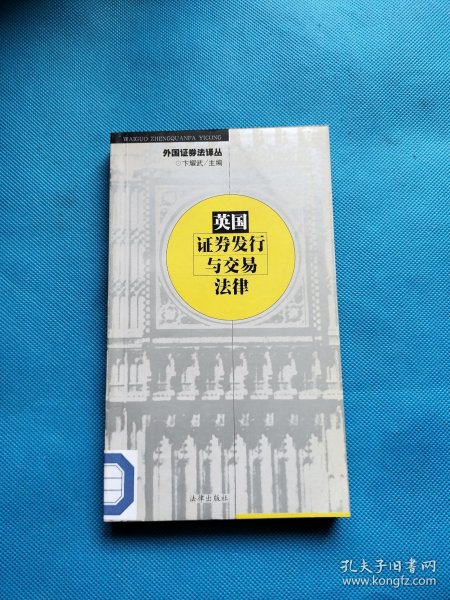 WAIGUO ZHENGQUANFA YICONG
外国证券法译丛
⊙卞耀武/主编
英国
证券发行
与交易
法律
法律出版社
孔夫子旧书网
www.kongfz.com